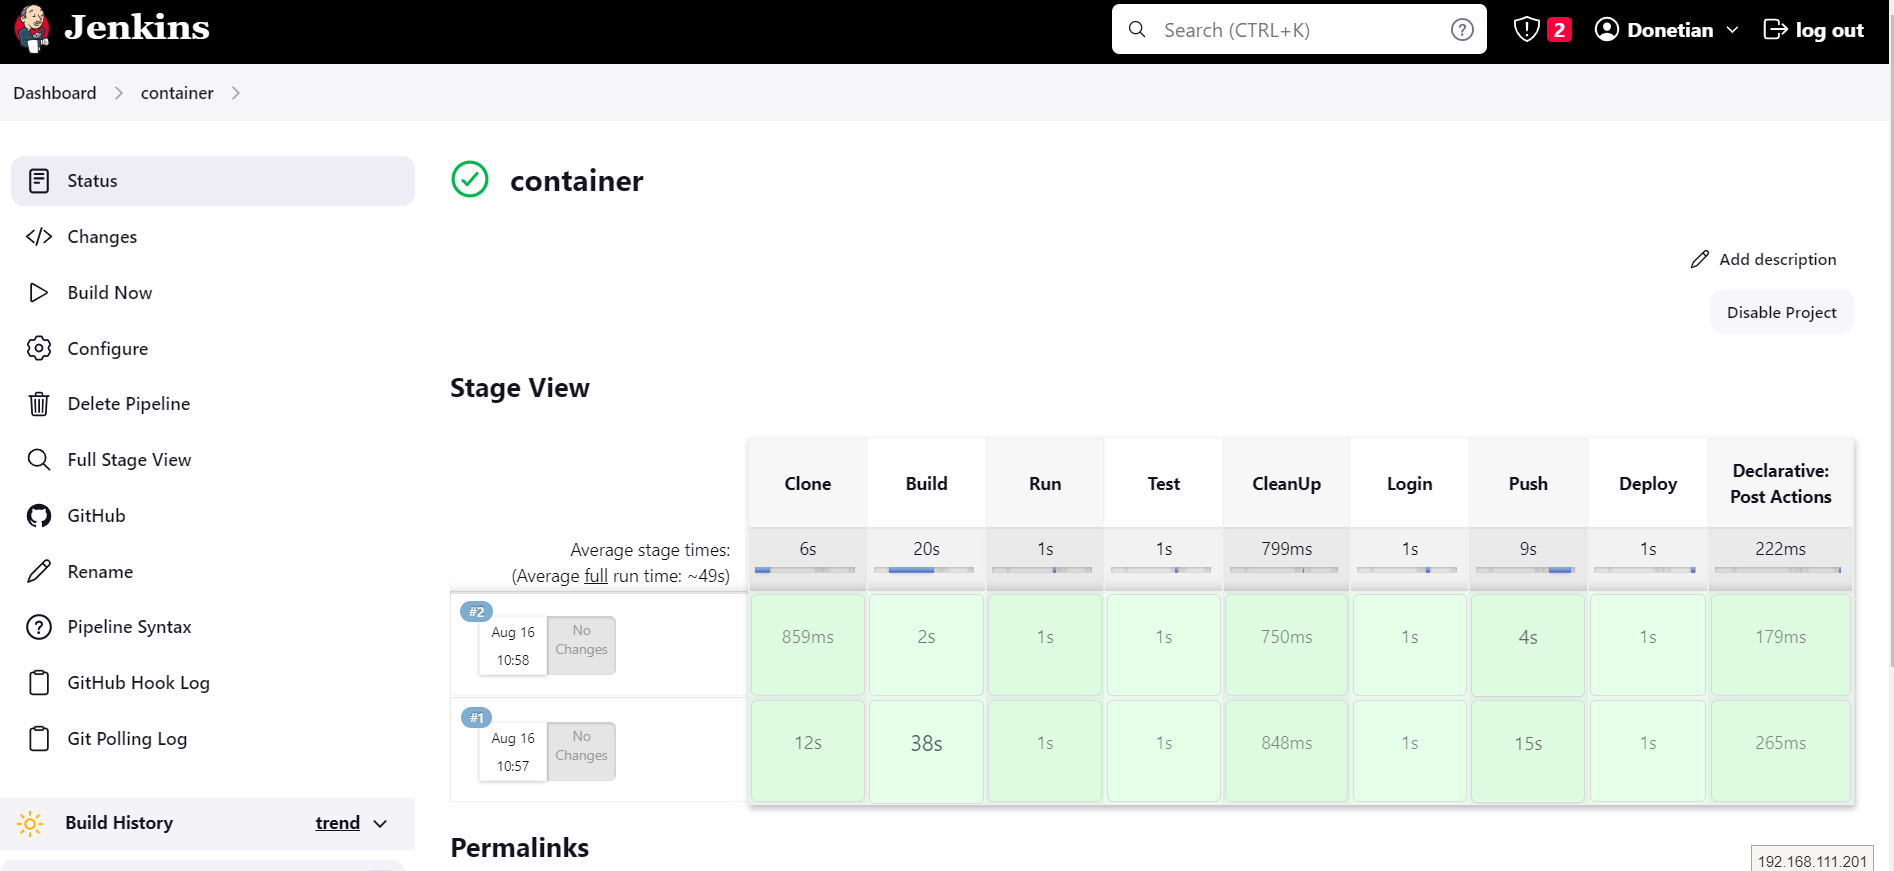 Jenkins
Search (CTRL+K)
2
Donetian
log out
Dashboard
container
Status
Changes
Build Now
Configure
Delete Pipeline
Full Stage View
GitHub
Rename
Pipeline Syntax
GitHub Hook Log
Git Polling Log
Build History
trend
container
Add description
Disable Project
Stage View
Clone
Build
Run
Test
CleanUp
Login
Push
Deploy
Declarative:
Post Actions
Average stage times:
(Average full run time: ~49s)
6s
20s
1s
1s
799ms
1s
9s
1s
222ms
#2
Aug 16
10:58
No
Changes
859ms
2s
1s
1s
750ms
1s
4s
1s
179ms
#1
Aug 16
10:57
No
Changes
12s
38s
1s
1s
848ms
1s
15s
1s
265ms
Permalinks
192.168.111.201